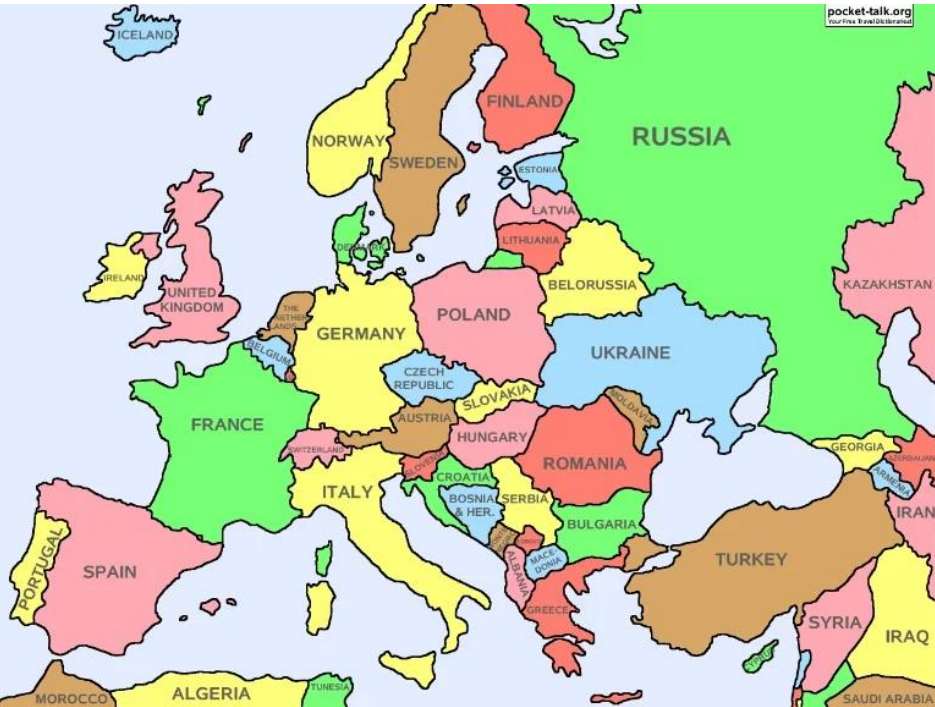 pocket-talk.org
Your Free Travel Dictionaries!
ICELAND
FINLAND
RUSSIA
NORWAY
SWEDEN
ESTONIA
LATVIA
DENMARK
LITHUANIA
IRELAND
UNITED
KINGDOM
BELORUSSIA
KAZAKHSTAN
THE
NETHER
LANDS
POLAND
GERMANY
BELGIUM
UKRAINE
CZECH
REPUBLIC
SLOVAKIA
MOLDAVIA
FRANCE
AUSTRIA
HUNGARY
SWITZERLAND
GEORGIA
AZERBAIJAN
SLOVENIA
ROMANIA
CROATIA
ARMENIA
ITALY
BOSNIA
& HER.
SERBIA
IRAN
BULGARIA
PORTUGAL
SPAIN
MACE-
DONIA
TURKEY
ALBANIA
GREECE
SYRIA
IRAQ
CYPRUS
MOROCCO
ALGERIA
TUNESIA
SAUDI ARABIA